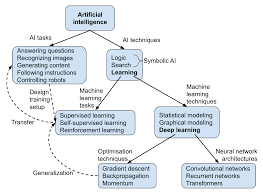 Artificial
intelligence
AI tasks
AI techniques
Answering questions
Recognizing images
Generating content
Following instructions
Controlling robots
Logic
Search
Learning
Symbolic AI
Design
training
setup
Machine
learning
tasks
Machine
learning
techniques
Transfer
Supervised learning
Self-supervised learning
Reinforcement learning
Statistical modeling
Graphical modeling
Deep learning
Optimisation
techniques
Neural network
architectures
Generalization
Gradient descent
Backpropagation
Momentum
Convolutional networks
Recurrent networks
Transformers